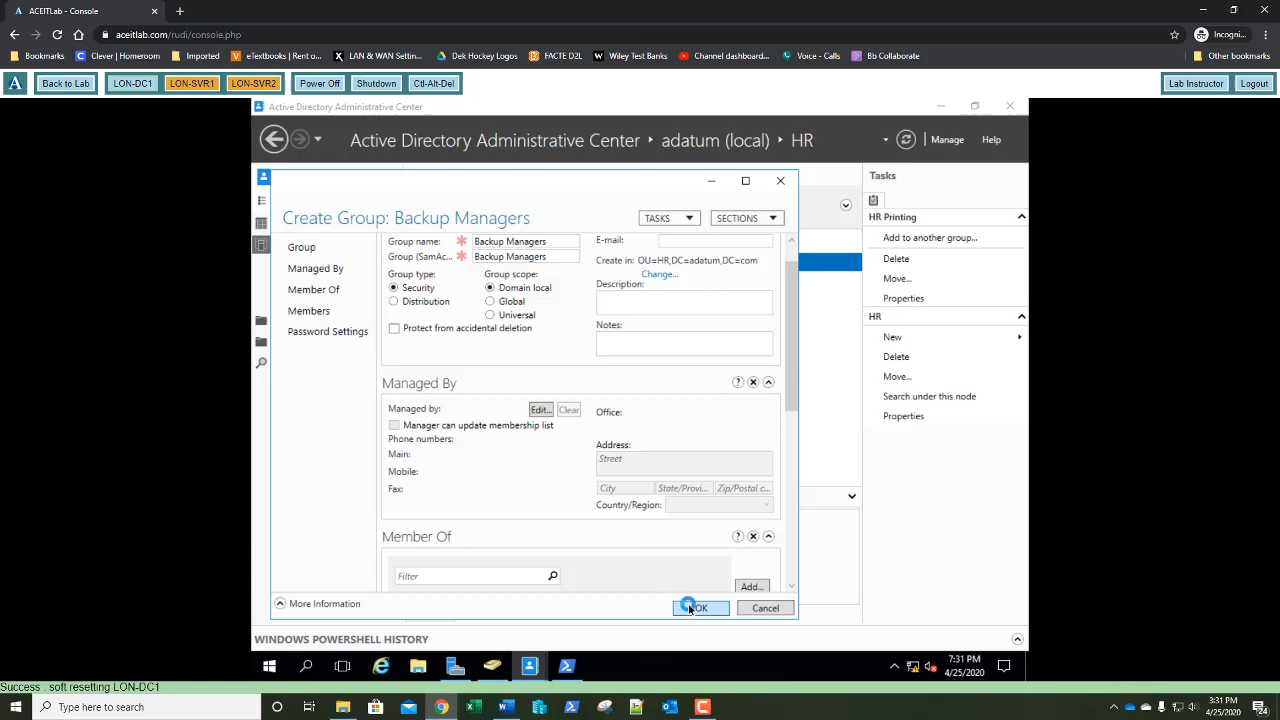 ACEITLab - Console
aceitlab.com/rudi/console.php
Incogni...
Bookmarks
Clever | Homeroom
Imported
eTextbooks | Rent o...
LAN & WAN Settin...
Dek Hockey Logos
FACTE D2L
Wiley Test Banks
Channel dashboard...
Voice - Calls
Bb Collaborate
Other bookmarks
A
Back to Lab
LON-DC1
LON-SVR1
LON-SVR2
Power Off
Shutdown
Ctl-Alt-Del
Lab Instructor
Logout
Active Directory Administrative Center
Active Directory Administrative Center ‣ adatum (local) ‣ HR
Manage
Help
Create Group: Backup Managers
TASKS
SECTIONS
Group
Managed By
Member Of
Members
Password Settings
Group name:
Backup Managers
Group (SamAc...
Backup Managers
Group type:
Security
Distribution
Group scope:
Domain local
Global
Universal
Protect from accidental deletion
E-mail:
Create in: OU=HR,DC=adatum,DC=com
Change...
Description:
Notes:
Managed By
Managed by:
Edit...
Clear
Manager can update membership list
Phone numbers:
Main:
Mobile:
Fax:
Office:
Address:
Street
City
State/Provi...
Zip/Postal c...
Country/Region:
Member Of
Filter
Add...
More Information
OK
Cancel
Tasks
HR Printing
Add to another group...
Delete
Move...
Properties
HR
New
Delete
Move...
Search under this node
Properties
WINDOWS POWERSHELL HISTORY
7:31 PM
4/25/2020
Success . soft resetting LON-DC1
Type here to search
3:31 PM
4/25/2020